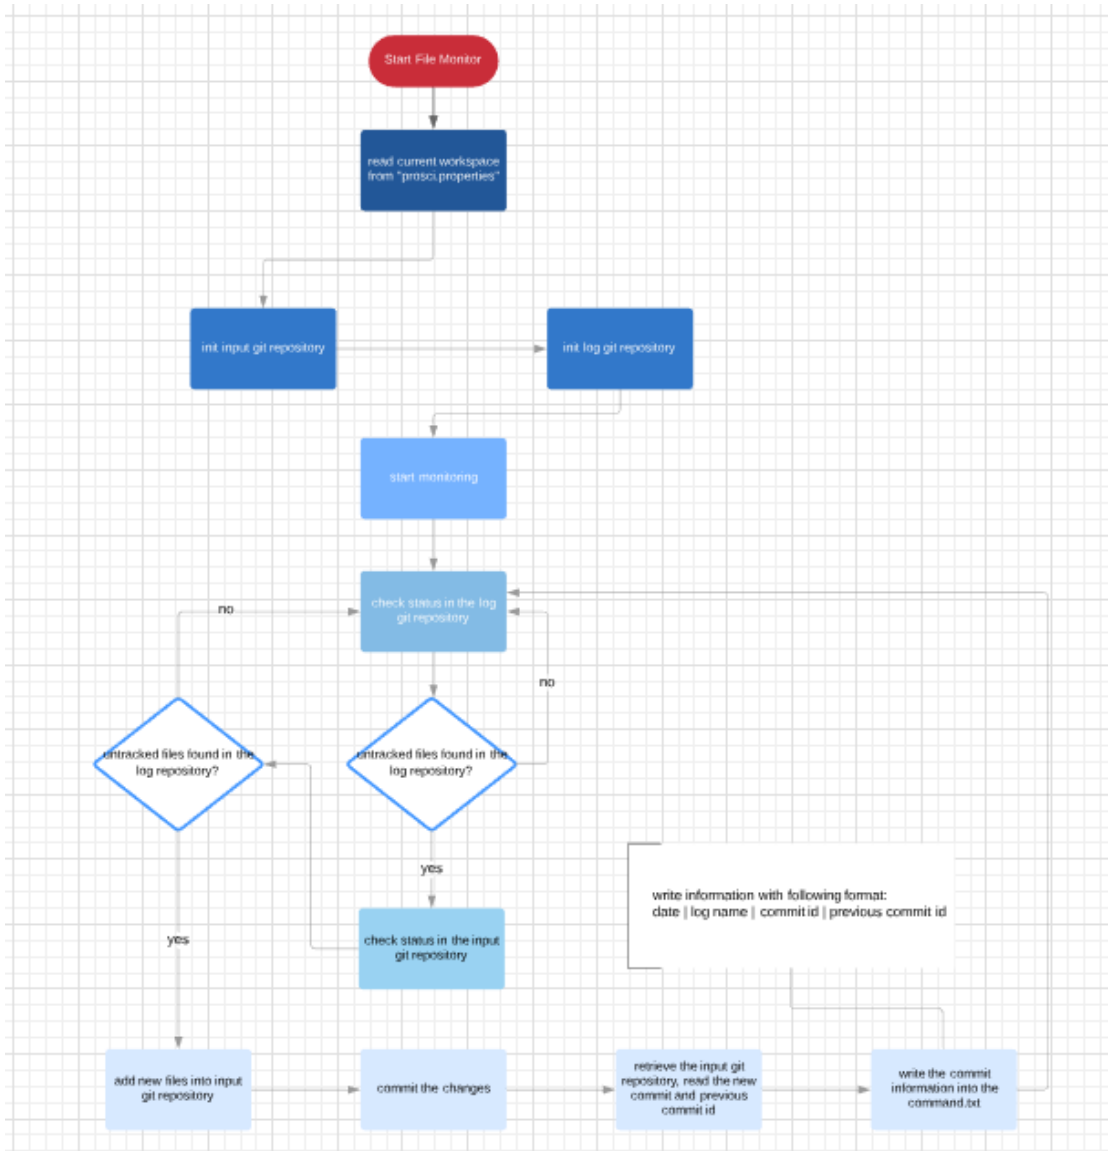 Start File Monitor
read current workspace
from "prosci.properties"
init input git repository
init log git repository
start monitoring
check status in the log
git repository
no
no
untracked files found in the
log repository?
untracked files found in the
log repository?
yes
write information with following format:
date | log name | commit id | previous commit id
yes
check status in the input
git repository
add new files into input
git repository
commit the changes
retrieve the input git
repository, read the new
commit and previous
commit id
write the commit
information into the
command.txt